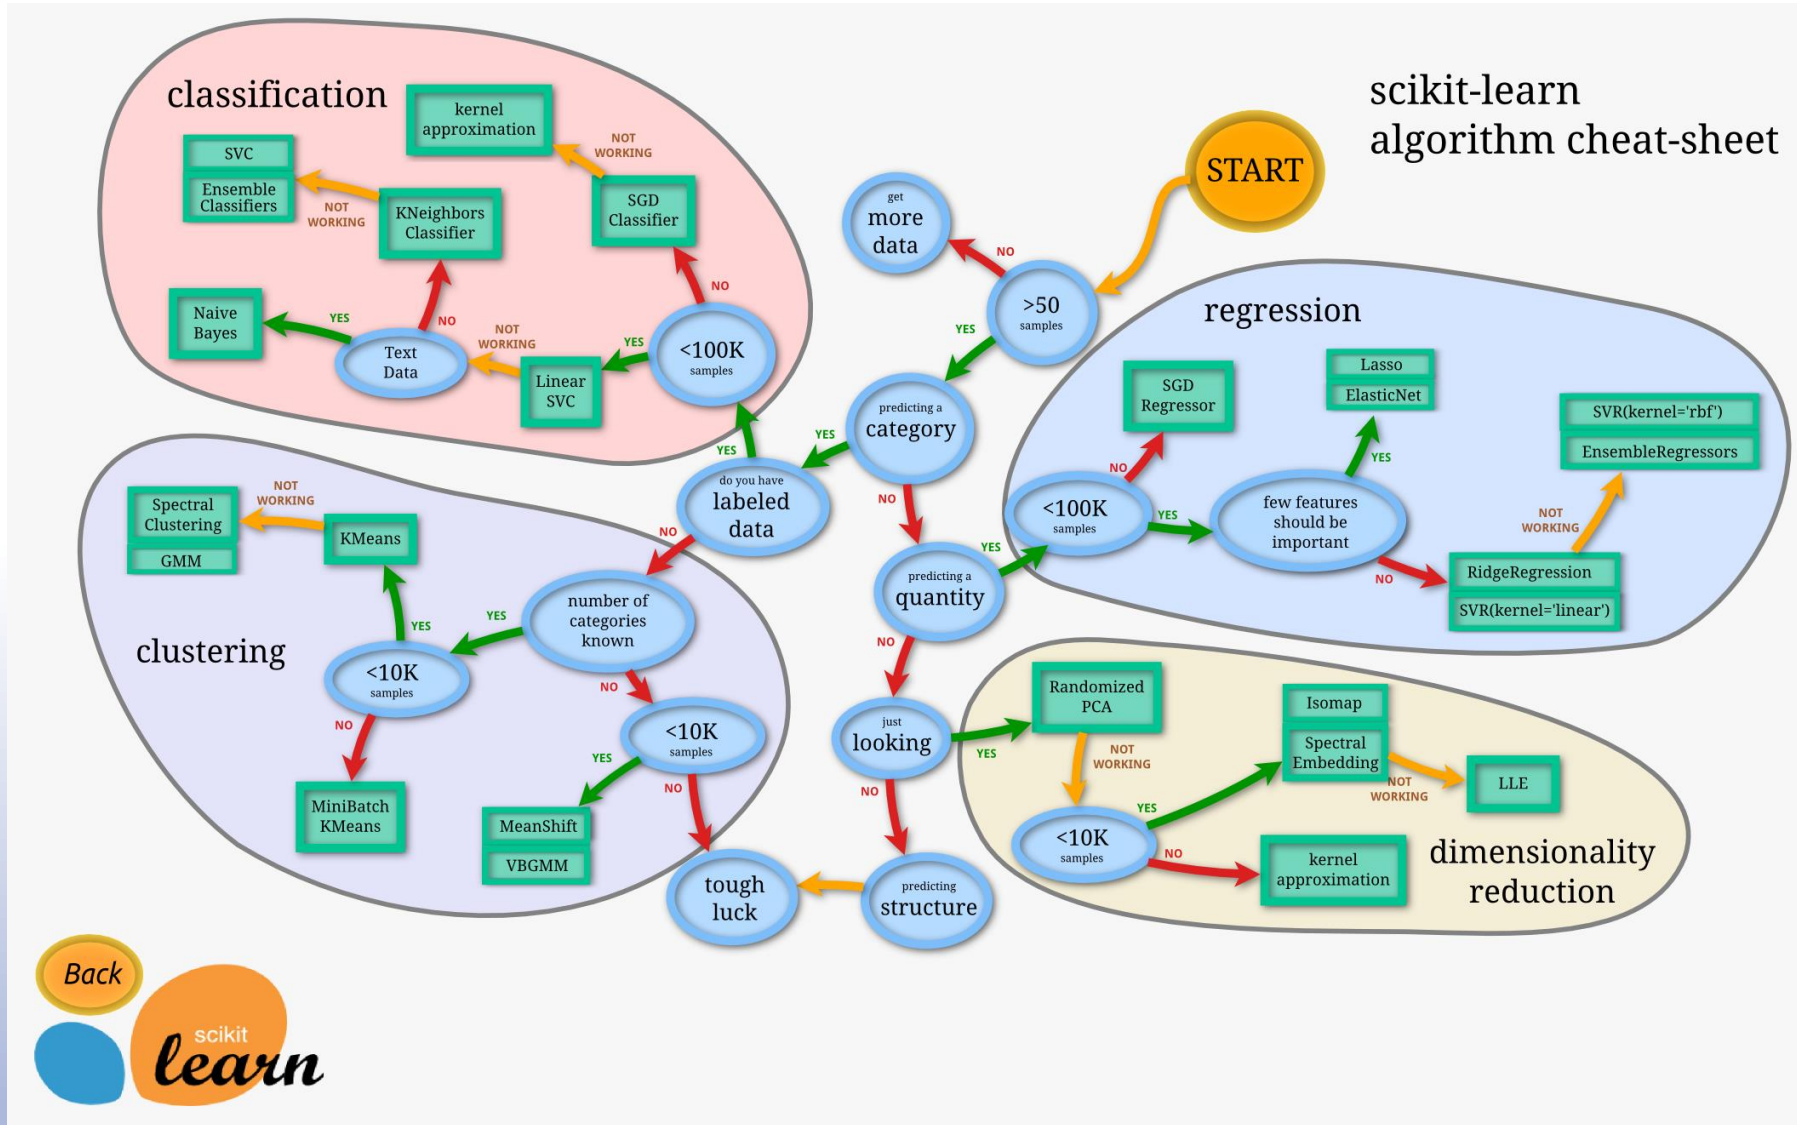 scikit-learn
algorithm cheat-sheet
START
classification
kernel
approximation
NOT
WORKING
SVC
Ensemble
Classifiers
NOT
WORKING
KNeighbors
Classifier
SGD
Classifier
NO
Naive
Bayes
YES
NO
Text
Data
NOT
WORKING
Linear
SVC
YES
<100K
samples
get
more
data
NO
>50
samples
YES
predicting a
category
YES
YES
do you have
labeled
data
NO
NO
predicting a
quantity
YES
NO
just
looking
YES
NO
predicting
structure
tough
luck
regression
SGD
Regressor
NO
<100K
samples
YES
Lasso
ElasticNet
YES
few features
should be
important
NO
SVR(kernel='rbf')
EnsembleRegressors
NOT
WORKING
RidgeRegression
SVR(kernel='linear')
clustering
Spectral
Clustering
GMM
NOT
WORKING
KMeans
YES
<10K
samples
NO
MiniBatch
KMeans
YES
number of
categories
known
NO
<10K
samples
YES
NO
MeanShift
VBGMM
Randomized
PCA
NOT
WORKING
<10K
samples
YES
NO
Isomap
Spectral
Embedding
NOT
WORKING
LLE
kernel
approximation
dimensionality
reduction
Back
scikit
learn